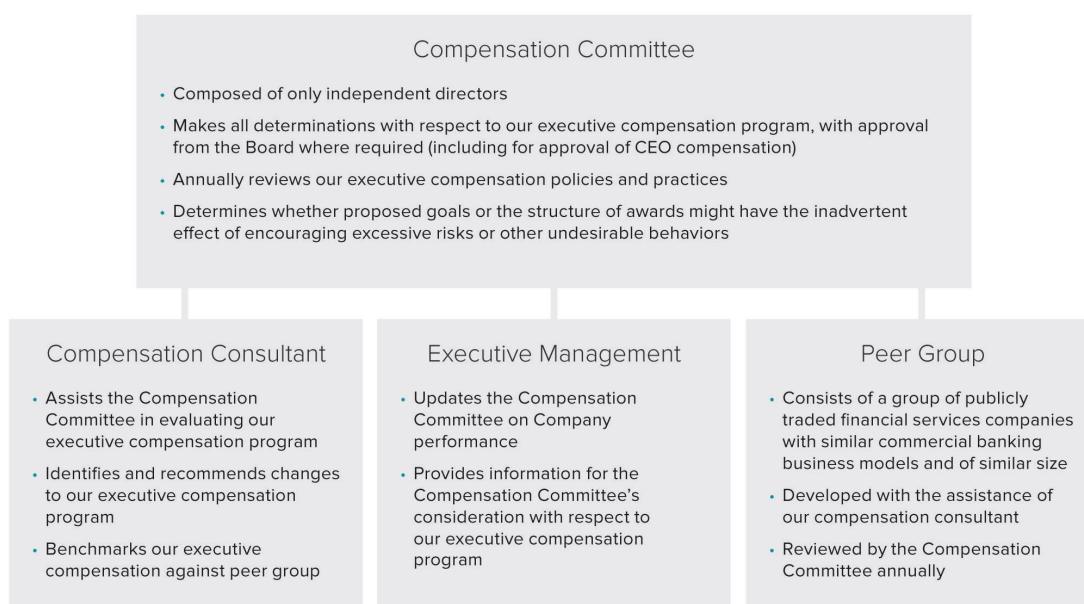 Compensation Committee
• Composed of only independent directors
• Makes all determinations with respect to our executive compensation program, with approval
from the Board where required (including for approval of CEO compensation)
• Annually reviews our executive compensation policies and practices
• Determines whether proposed goals or the structure of awards might have the inadvertent
effect of encouraging excessive risks or other undesirable behaviors
Compensation Consultant
• Assists the Compensation
Committee in evaluating our
executive compensation program
• Identifies and recommends changes
to our executive compensation
program
• Benchmarks our executive
compensation against peer group
Executive Management
• Updates the Compensation
Committee on Company
performance
• Provides information for the
Compensation Committee’s
consideration with respect to
our executive compensation
program
Peer Group
• Consists of a group of publicly
traded financial services companies
with similar commercial banking
business models and of similar size
• Developed with the assistance of
our compensation consultant
• Reviewed by the Compensation
Committee annually